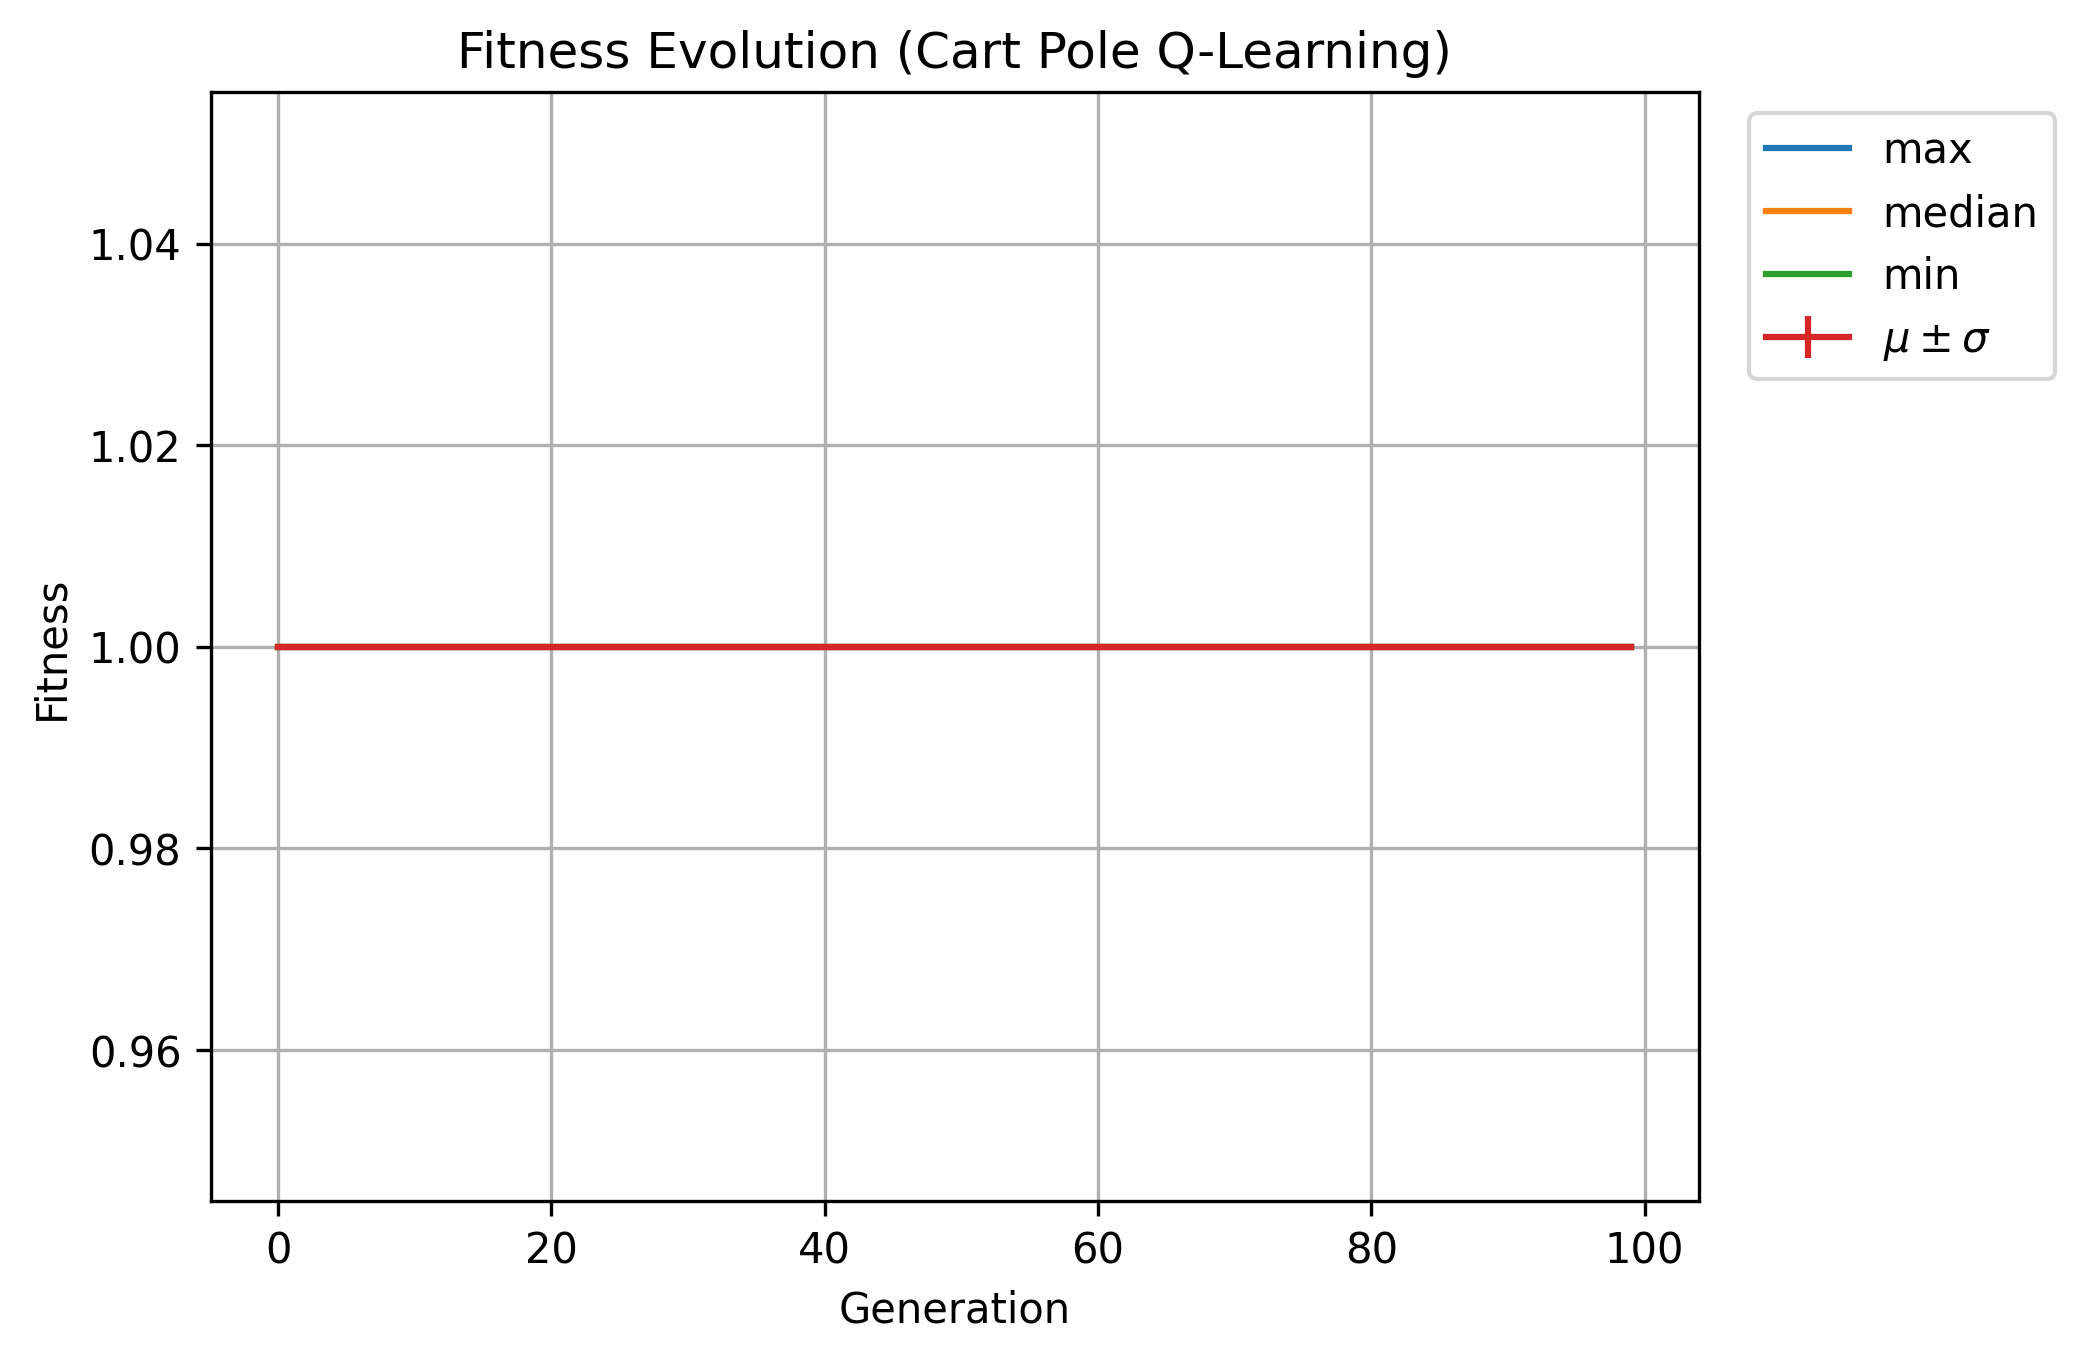 Fitness Evolution (Cart Pole Q-Learning)
max
median
min
μ ± σ
Fitness
1.04
1.02
1.00
0.98
0.96
0 20 40 60 80 100
Generation